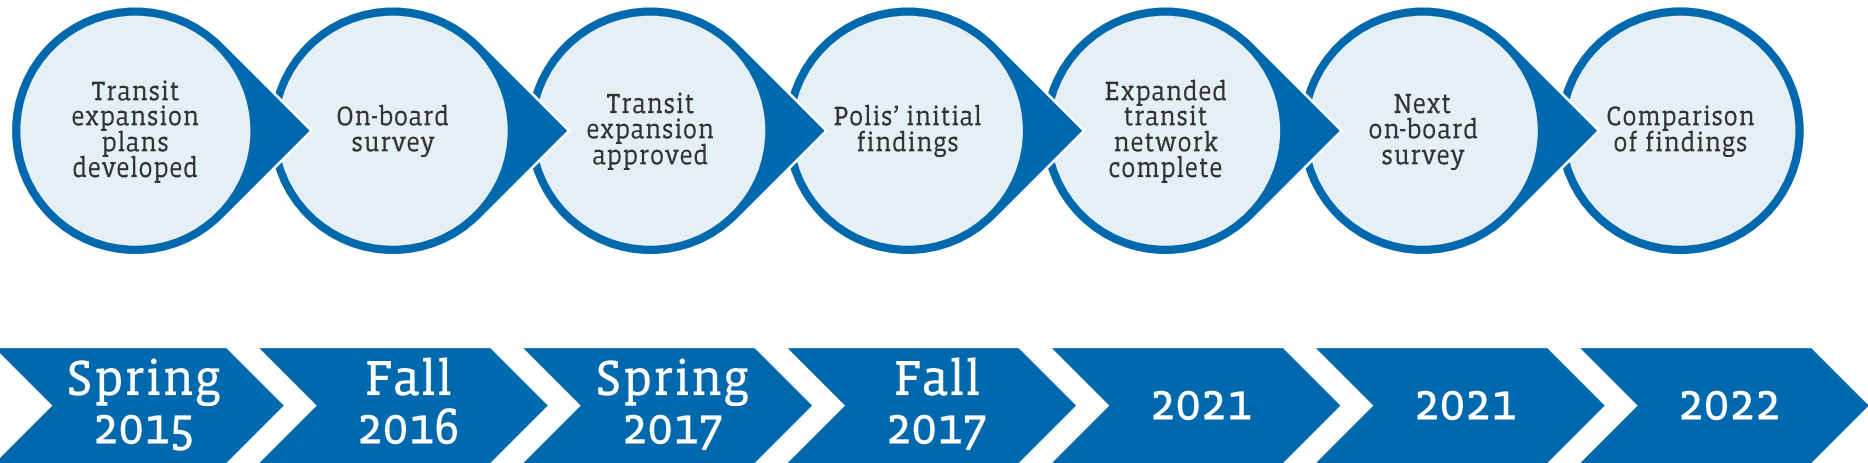 Transit
expansion
plans
developed
On-board
survey
Transit
expansion
approved
Polis’ initial
findings
Expanded
transit
network
complete
Next
on-board
survey
Comparison
of findings
Spring
2015
Fall
2016
Spring
2017
Fall
2017
2021
2021
2022